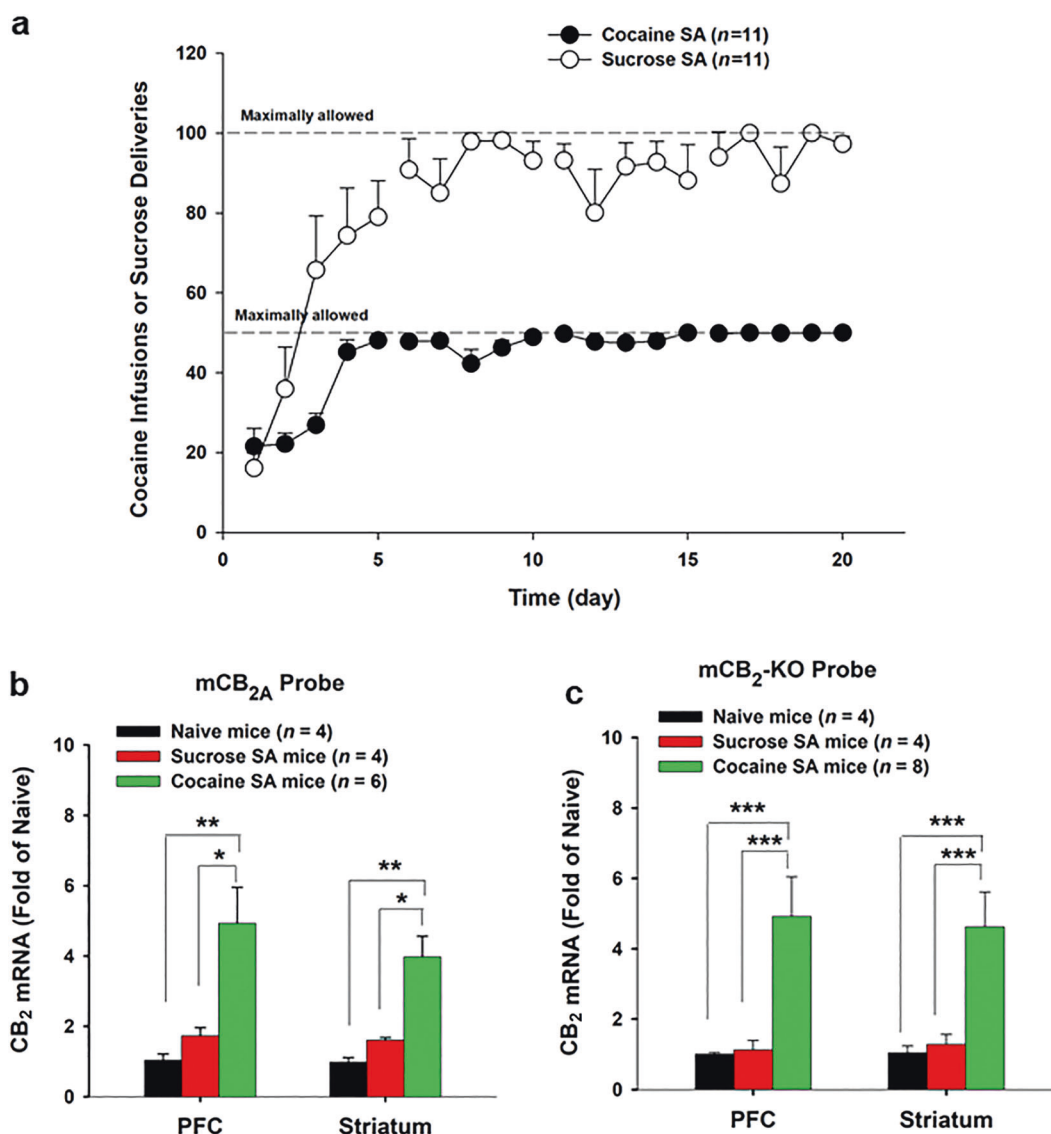 a
Cocaine SA (n=11)
Sucrose SA (n=11)
120
100
80
60
40
20
0
Maximally allowed
Maximally allowed
Cocaine Infusions or Sucrose Deliveries
0 5 10 15 20
Time (day)
b
mCB2A Probe
Naive mice (n = 4)
Sucrose SA mice (n = 4)
Cocaine SA mice (n = 6)
10
8
6
4
2
0
CB2 mRNA (Fold of Naive)
**
*
**
*
PFC Striatum
c
mCB2-KO Probe
Naive mice (n = 4)
Sucrose SA mice (n = 4)
Cocaine SA mice (n = 8)
10
8
6
4
2
0
CB2 mRNA (Fold of Naive)
***
***
***
***
PFC Striatum